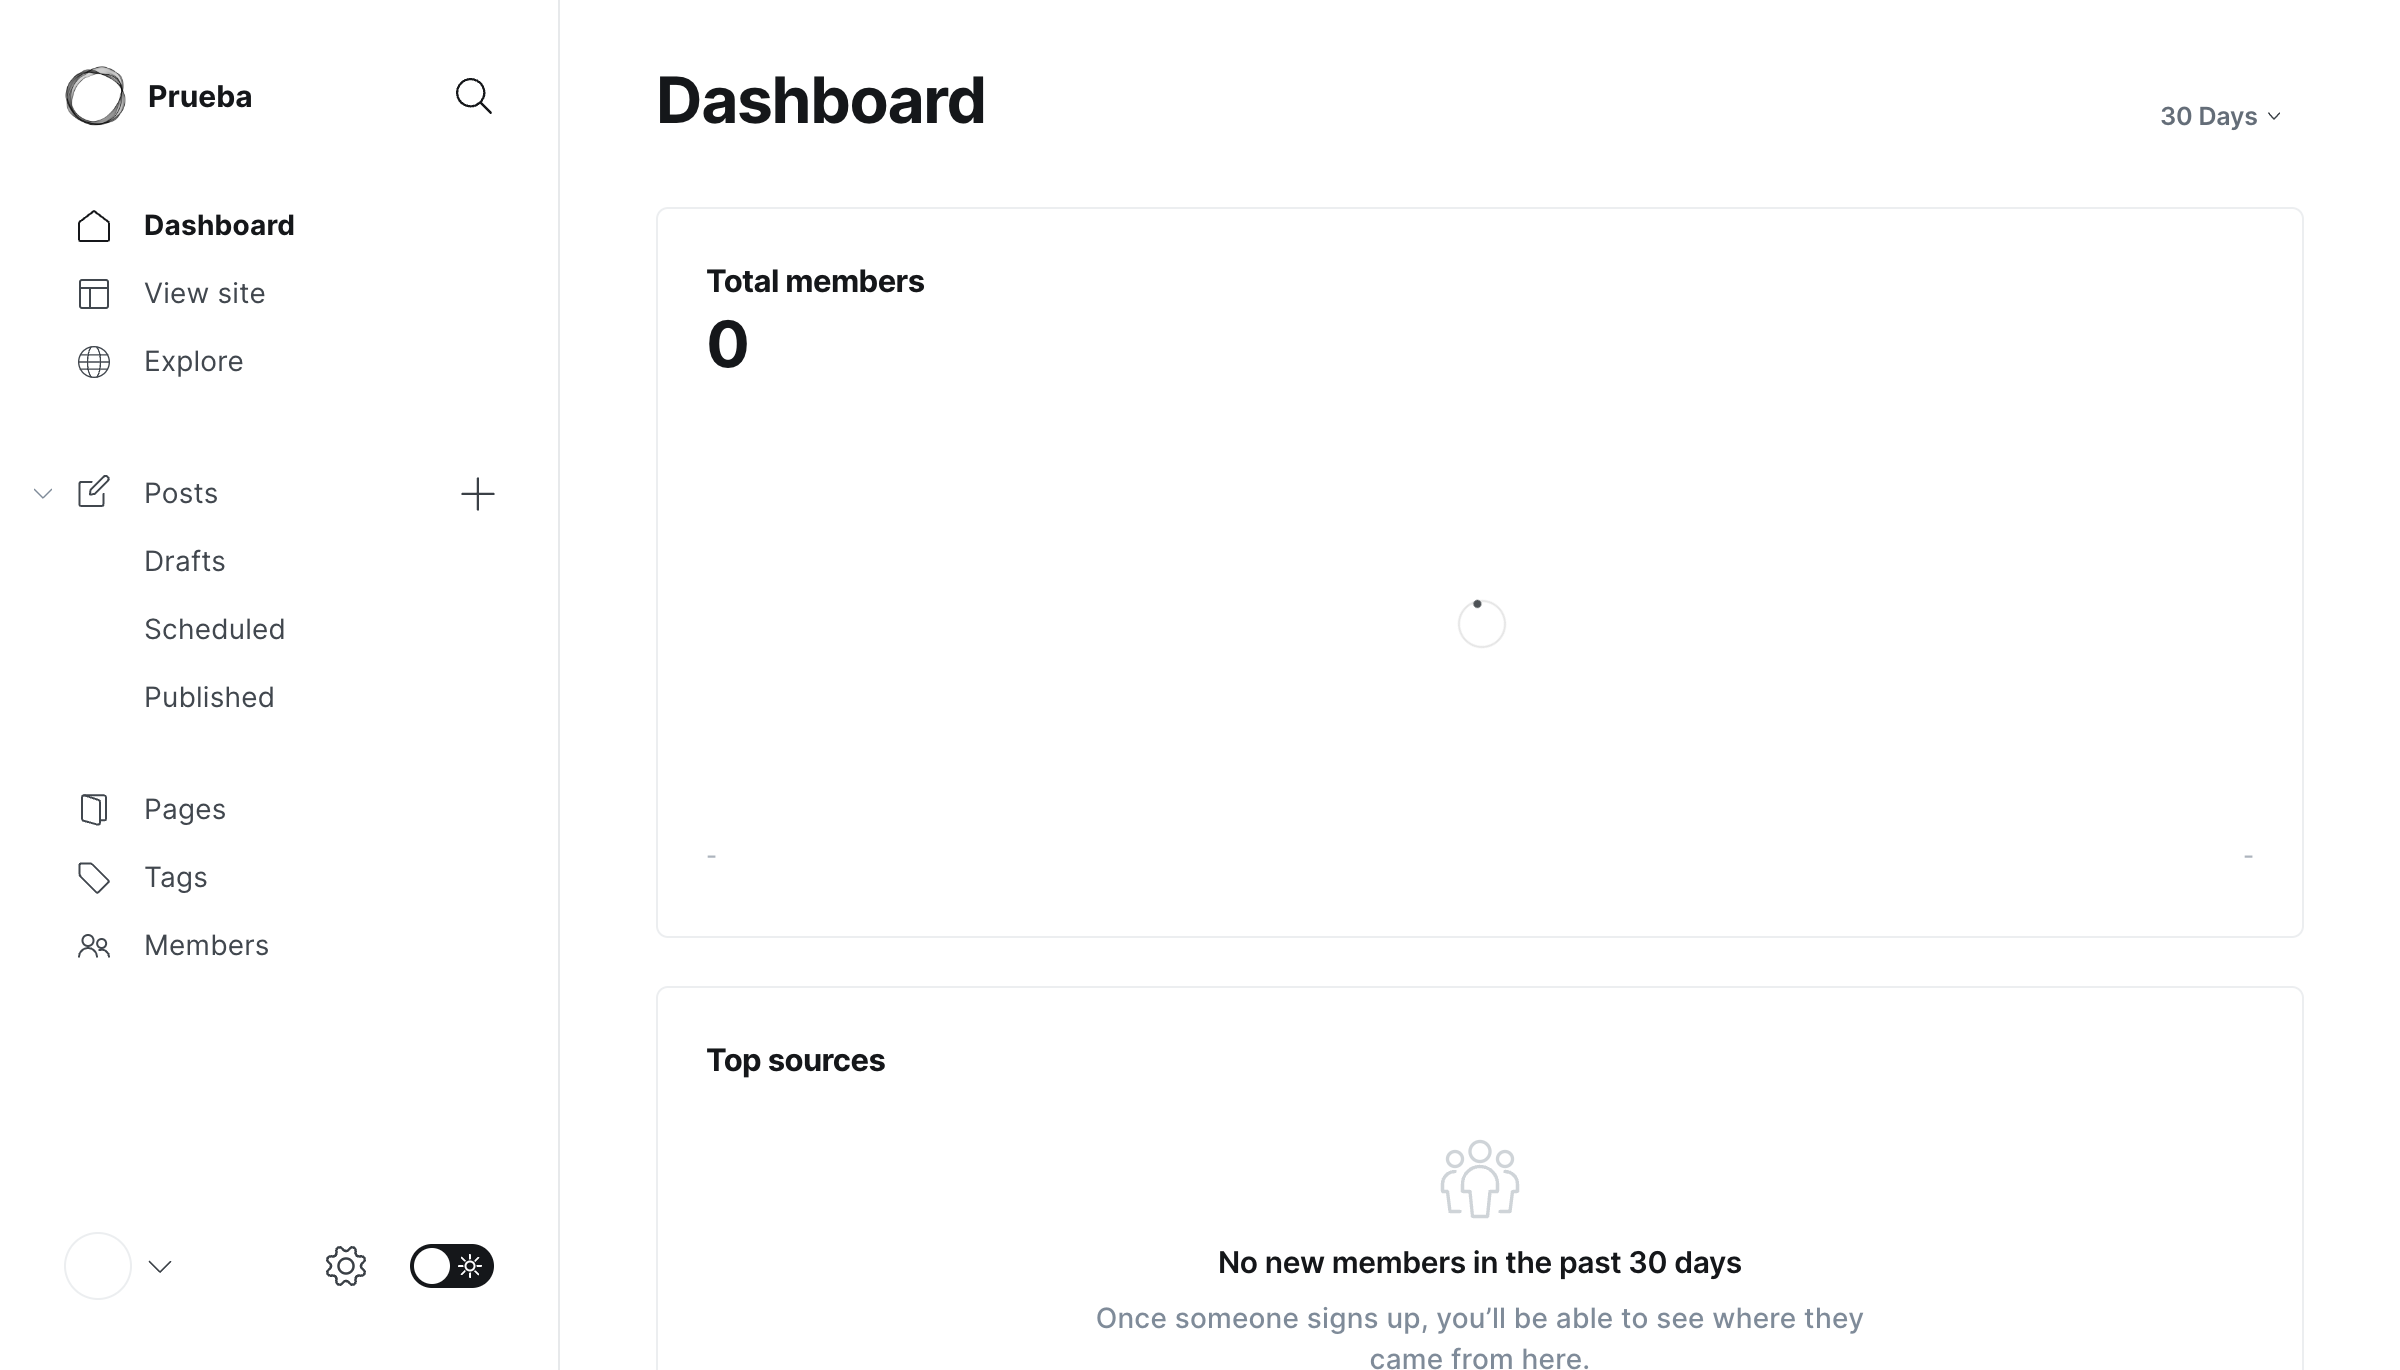 Prueba
Dashboard
View site
Explore
Posts
Drafts
Scheduled
Published
Pages
Tags
Members
Dashboard
30 Days
Total members
0
-
-
Top sources
No new members in the past 30 days
Once someone signs up, you’ll be able to see where they
came from here.